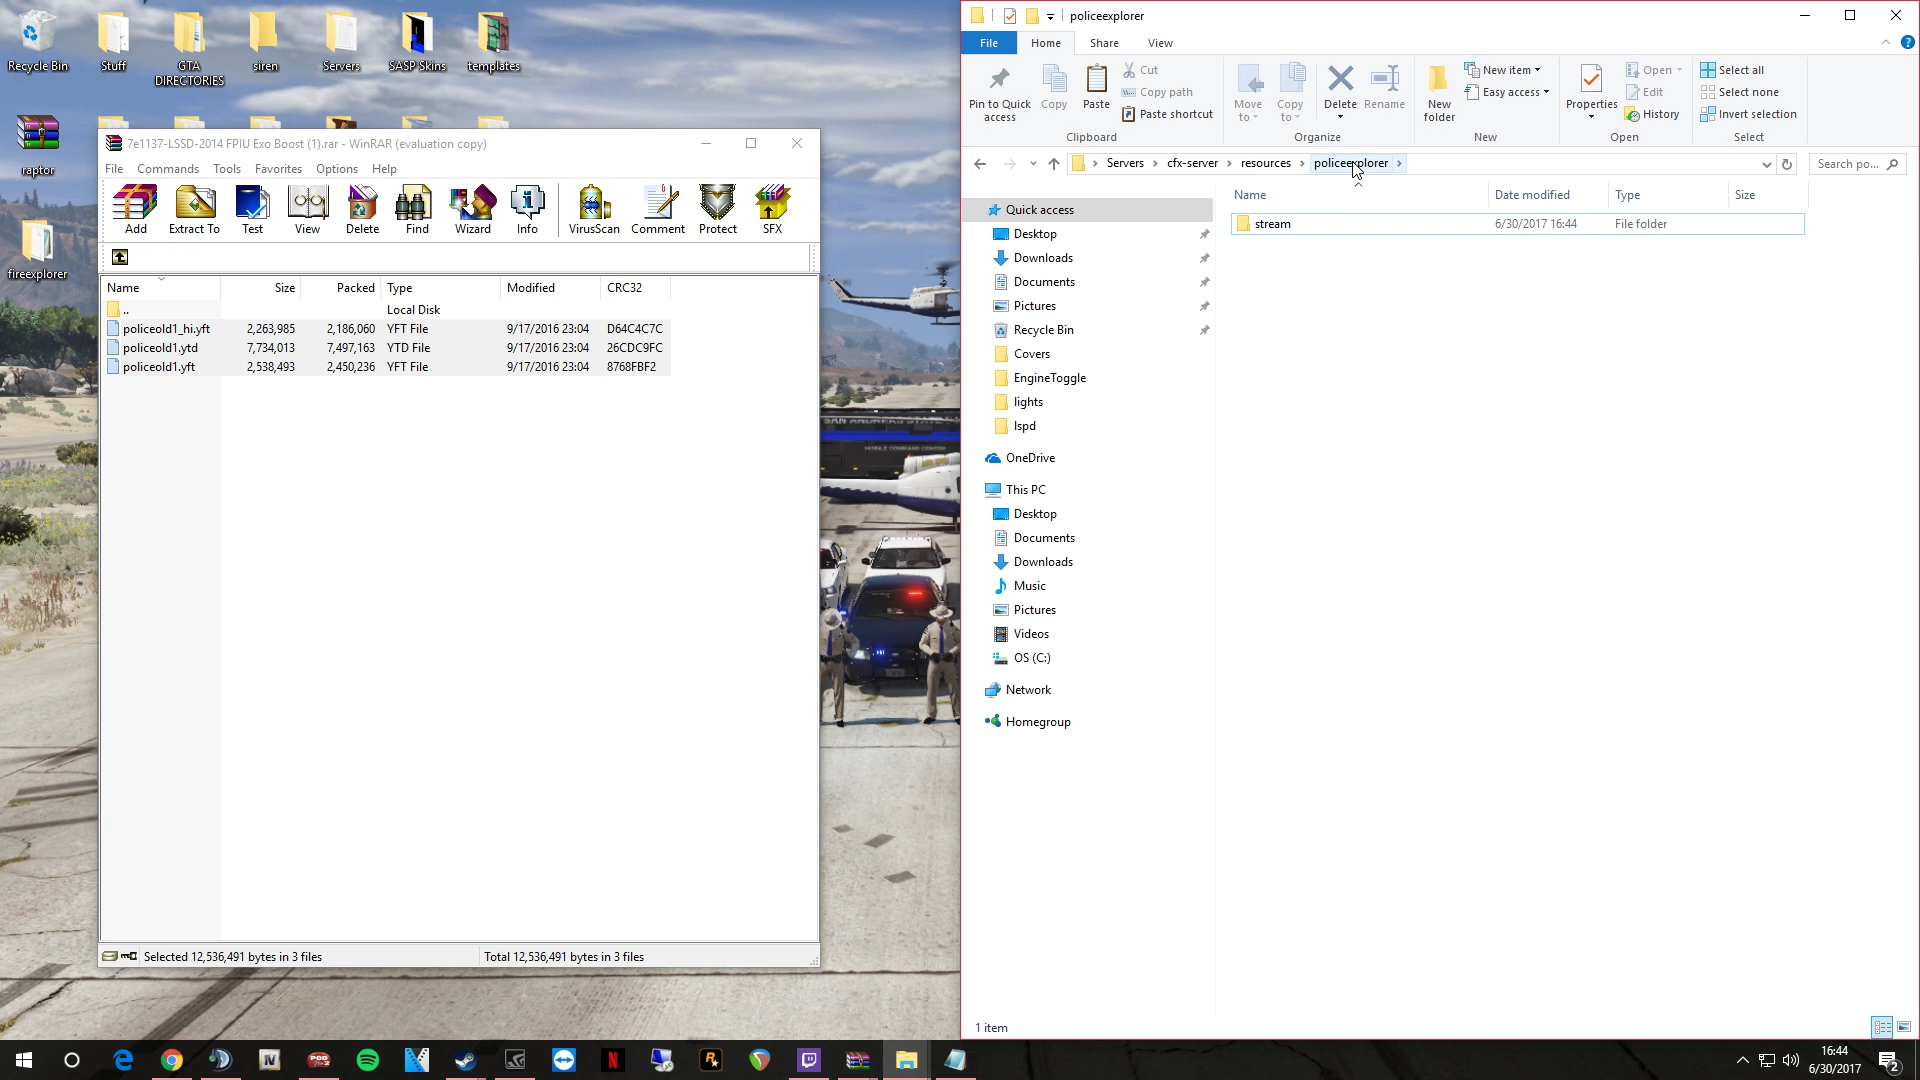 Recycle Bin
Stuff
GTA DIRECTORIES
siren
Servers
SASP Skins
templates
raptor
fireexplorer
7e1137-LSSD-2014 FPIU Exo Boost (1).rar - WinRAR (evaluation copy)
File Commands Tools Favorites Options Help
Add Extract To Test View Delete Find Wizard Info VirusScan Comment Protect SFX
Name Size Packed Type Modified CRC32
.. Local Disk
policeold1_hi.yft 2,263,985 2,186,060 YFT File 9/17/2016 23:04 D64C4C7C
policeold1.ytd 7,734,013 7,497,163 YTD File 9/17/2016 23:04 26CDC9FC
policeold1.yft 2,538,493 2,450,236 YFT File 9/17/2016 23:04 8768FBF2
Selected 12,536,491 bytes in 3 files
Total 12,536,491 bytes in 3 files
SAN ANDREAS STATE
MOBILE COMMAND CENTER
policeexplorer
File Home Share View
Pin to Quick access
Copy
Paste
Cut
Copy path
Paste shortcut
Clipboard
Move to
Copy to
Delete
Rename
Organize
New folder
New item
Easy access
New
Properties
Open
Edit
History
Open
Select all
Select none
Invert selection
Select
Servers > cfx-server > resources > policeexplorer >
Search po...
Name Date modified Type Size
stream 6/30/2017 16:44 File folder
Quick access
Desktop
Downloads
Documents
Pictures
Recycle Bin
Covers
EngineToggle
lights
lspd
OneDrive
This PC
Desktop
Documents
Downloads
Music
Pictures
Videos
OS (C:)
Network
Homegroup
1 item
16:44
6/30/2017
2